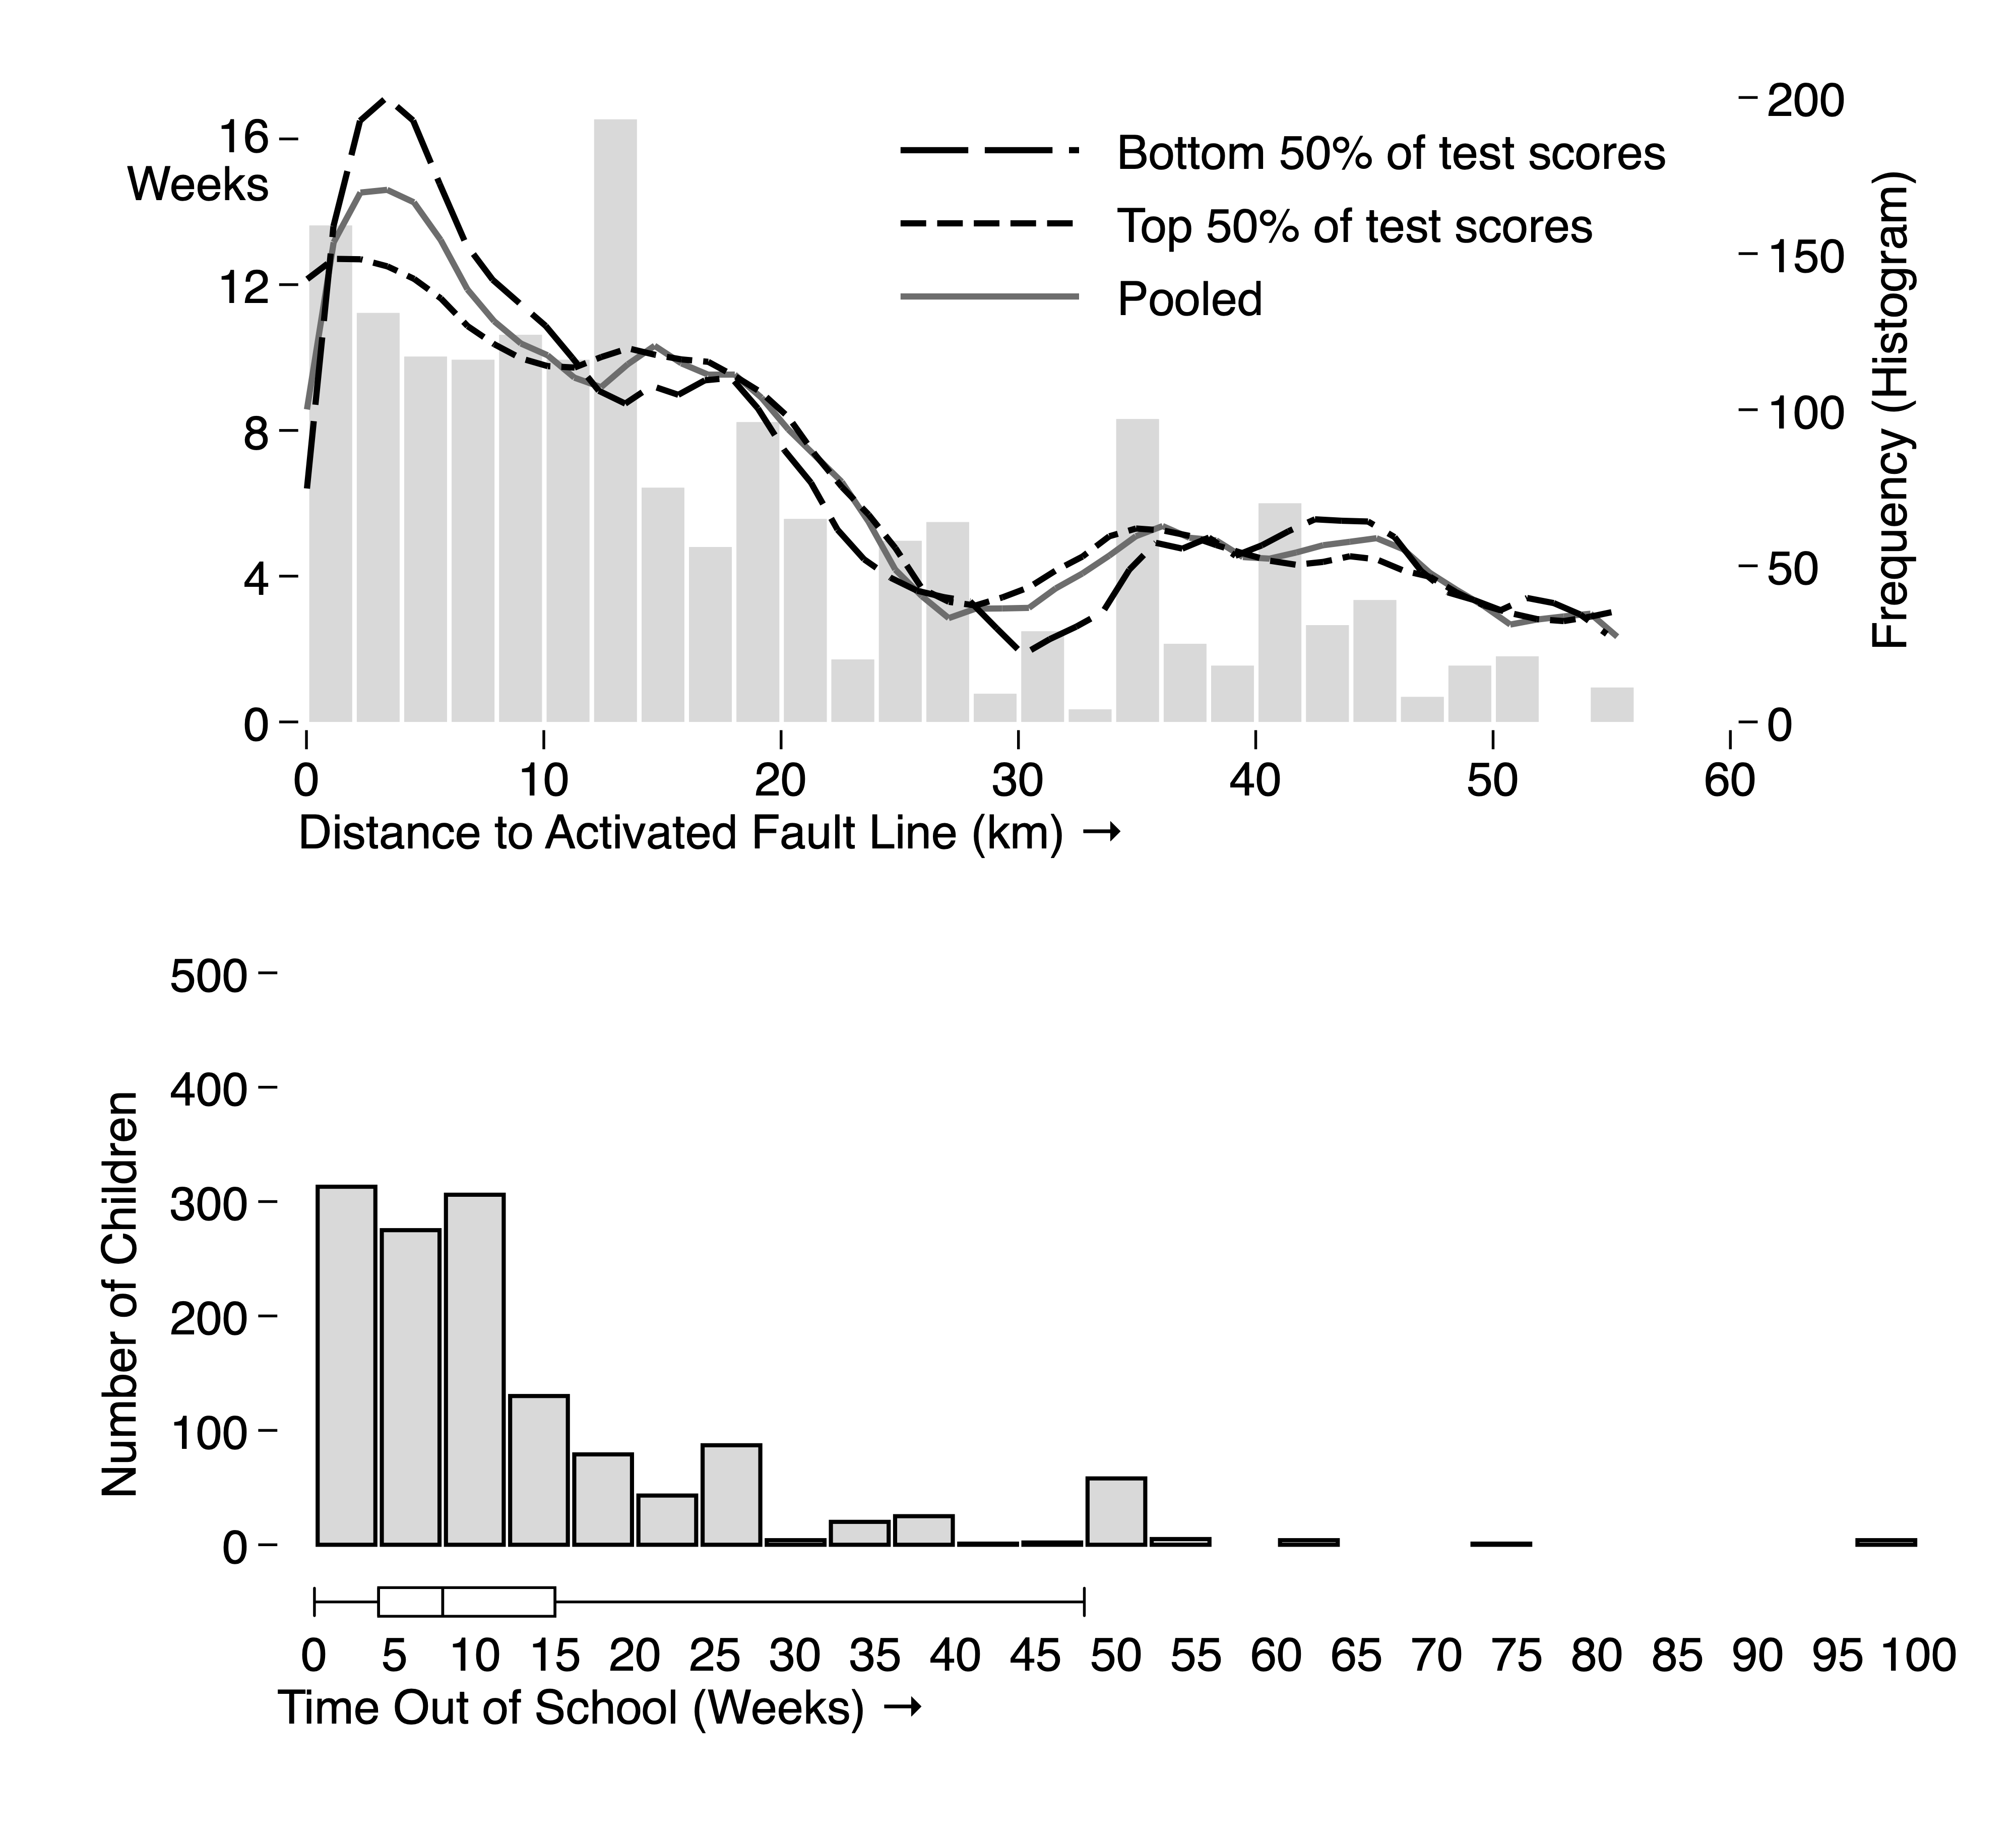 16
Weeks
12
8
4
0
Bottom 50% of test scores
Top 50% of test scores
Pooled
200
150
100
50
0
Frequency (Histogram)
0 10 20 30 40 50 60
Distance to Activated Fault Line (km) →
500
400
300
200
100
0
Number of Children
0 5 10 15 20 25 30 35 40 45 50 55 60 65 70 75 80 85 90 95 100
Time Out of School (Weeks) →